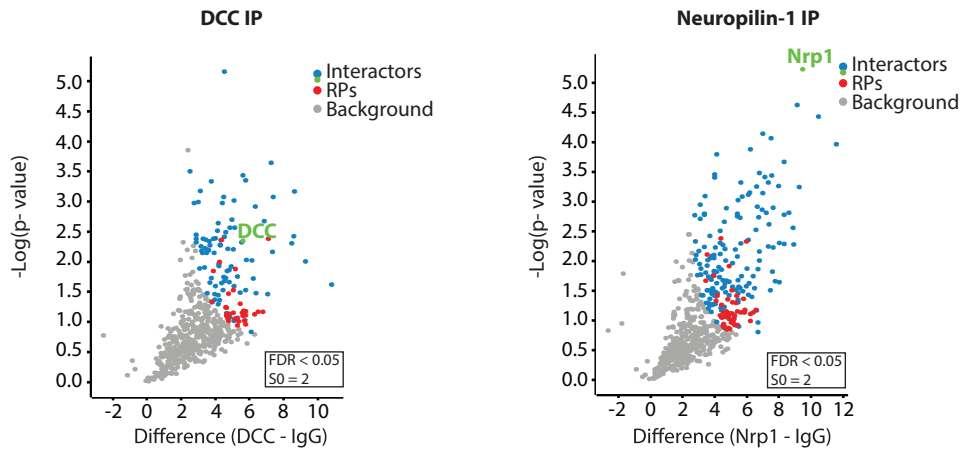 DCC IP
Interactors
RPs
Background
DCC
-Log(p- value)
5.0
4.5
4.0
3.5
3.0
2.5
2.0
1.5
1.0
0.5
0.0
FDR < 0.05
S0 = 2
-2 0 2 4 6 8 10
Difference (DCC - IgG)
Neuropilin-1 IP
Nrp1
Interactors
RPs
Background
-Log(p- value)
5.0
4.5
4.0
3.5
3.0
2.5
2.0
1.5
1.0
0.5
0.0
FDR < 0.05
S0 = 2
-2 0 2 4 6 8 10 12
Difference (Nrp1 - IgG)